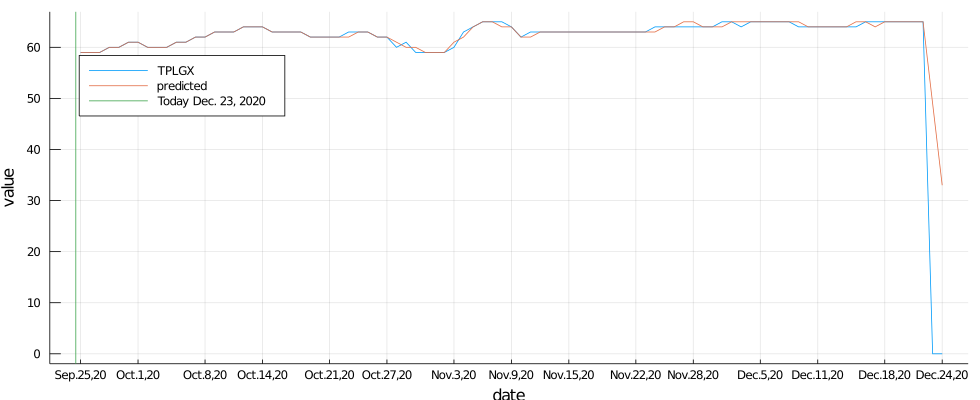 value
60
50
40
30
20
10
0
TPLGX
predicted
Today Dec. 23, 2020
Sep.25,20 Oct.1,20 Oct.8,20 Oct.14,20 Oct.21,20 Oct.27,20 Nov.3,20 Nov.9,20 Nov.15,20 Nov.22,20 Nov.28,20 Dec.5,20 Dec.11,20 Dec.18,20 Dec.24,20
date